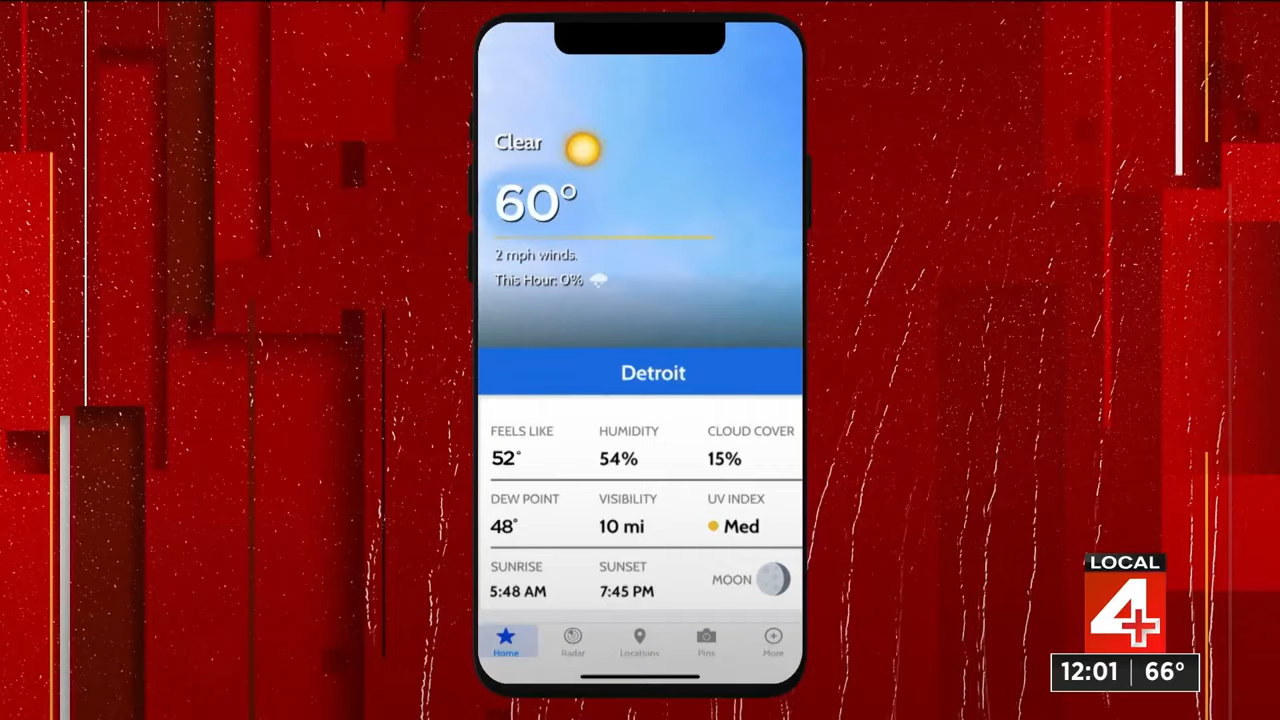 Clear
60°
2 mph winds.
This Hour: 0%
Detroit
FEELS LIKE HUMIDITY CLOUD COVER
52° 54% 15%
DEW POINT VISIBILITY UV INDEX
48° 10 mi Med
SUNRISE SUNSET MOON
5:48 AM 7:45 PM
Home Radar Locations Pins More
LOCAL
4+
12:01 66°